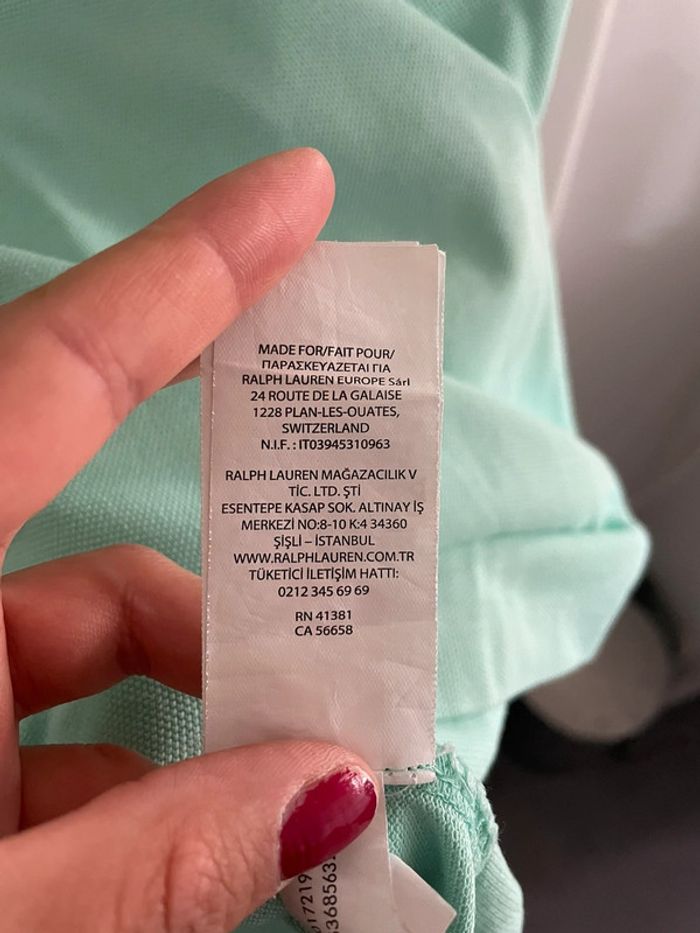 MADE FOR/FAIT POUR/
ΠΑΡΑΣΚΕΥΑΖΕΤΑΙ ΓΙΑ
RALPH LAUREN EUROPE Sàrl
24 ROUTE DE LA GALAISE
1228 PLAN-LES-OUATES,
SWITZERLAND
N.I.F. : IT03945310963
RALPH LAUREN MAĞAZACILIK V
TİC. LTD. ŞTİ
ESENTEPE KASAP SOK. ALTINAY İŞ
MERKEZİ NO:8-10 K:4 34360
ŞİŞLİ – İSTANBUL
WWW.RALPHLAUREN.COM.TR
TÜKETİCİ İLETİŞİM HATTI:
0212 345 69 69
RN 41381
CA 56658